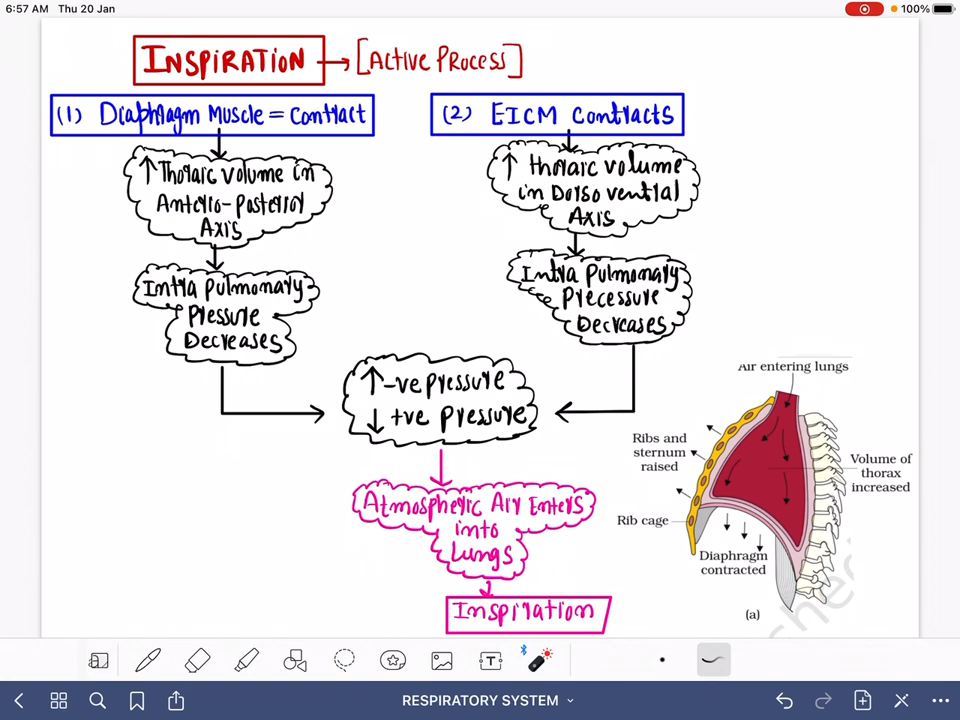 6:57 AM Thu 20 Jan
100%
INSPIRATION → [ACTIVE PROCESS]
(1) Diaphragm Muscle = contract
(2) EICM contracts
↑ Thoraic volume in
Anterio-Posterior
Axis
↑ thoraic volume
in Dorso ventral
Axis
Intra pulmonary
Pressure
Decreases
Intra pulmonary
Precessure
Decreases
↑ -ve pressure
↓ +ve pressure
Atmospheric Air Enters
into
Lungs
Inspiration
Air entering lungs
Ribs and
sternum
raised
Volume of
thorax
increased
Rib cage
Diaphragm
contracted
(a)
T
RESPIRATORY SYSTEM